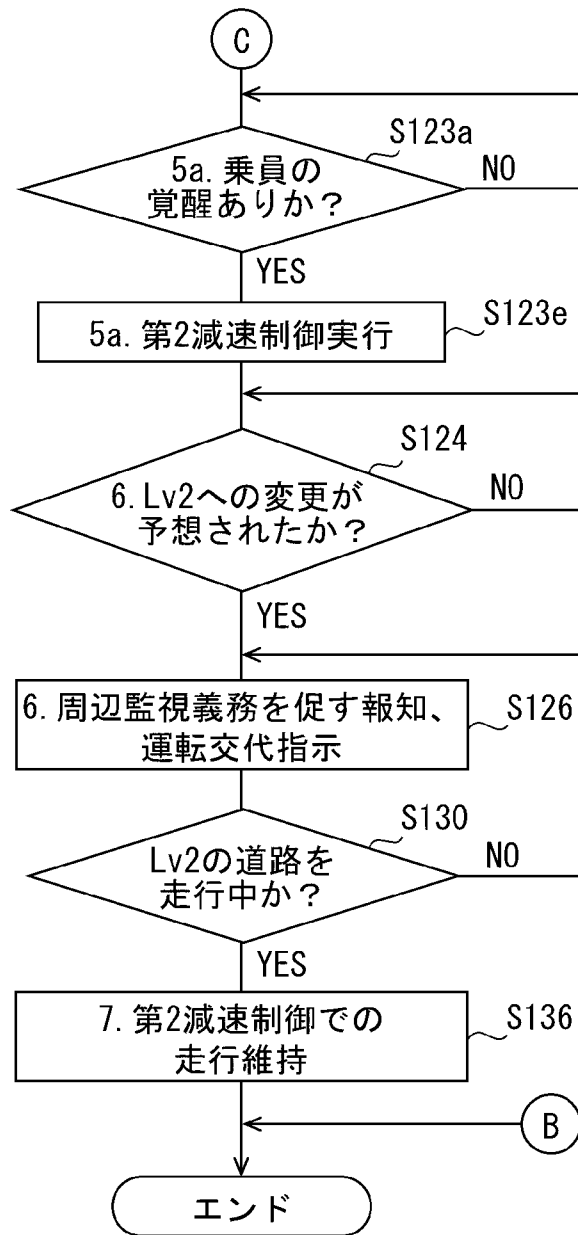 C
S123a
5a. 乗員の
覚醒ありか？
NO
YES
5a. 第2減速制御実行
S123e
S124
6. Lv2への変更が
予想されたか？
NO
YES
6. 周辺監視義務を促す報知、
運転交代指示
S126
S130
Lv2の道路を
走行中か？
NO
YES
7. 第2減速制御での
走行維持
S136
B
エンド